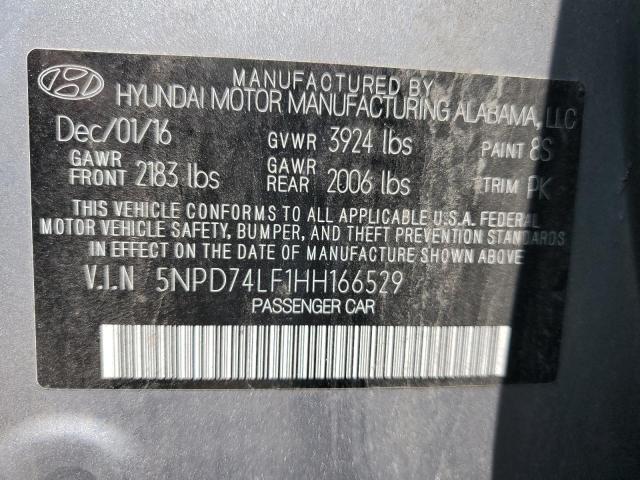 MANUFACTURED BY
HYUNDAI MOTOR MANUFACTURING ALABAMA, LLC
Dec/01/16 GVWR 3924 lbs PAINT 8S
GAWR FRONT 2183 lbs GAWR REAR 2006 lbs TRIM PK
THIS VEHICLE CONFORMS TO ALL APPLICABLE U.S.A. FEDERAL
MOTOR VEHICLE SAFETY, BUMPER, AND THEFT PREVENTION STANDARDS
IN EFFECT ON THE DATE OF MANUFACTURE SHOWN ABOVE.
V.I.N 5NPD74LF1HH166529
PASSENGER CAR